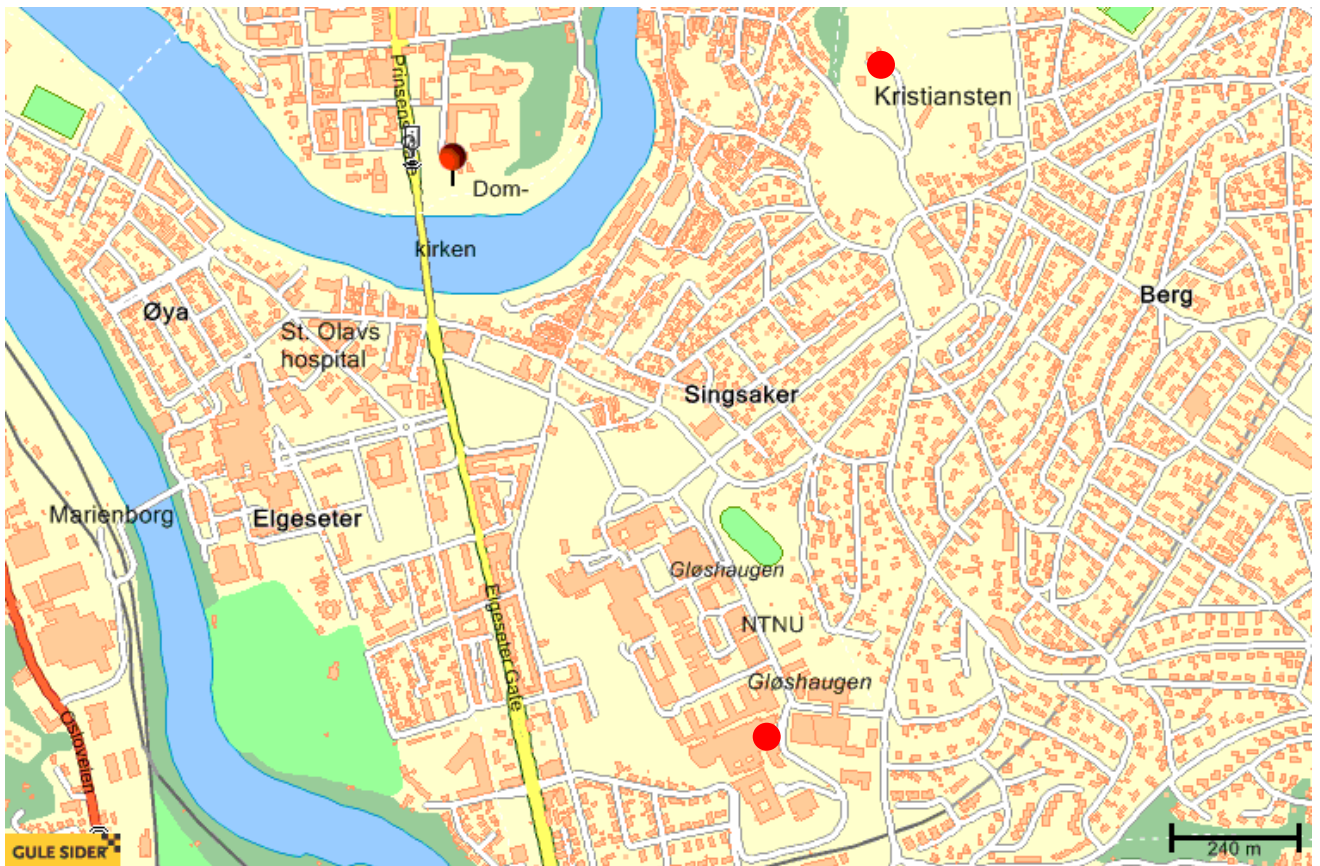 Prinsens gate
Kristiansten
Dom-
kirken
Øya
St. Olavs
hospital
Berg
Singsaker
Marienborg
Elgeseter
Gløshaugen
Elgeseter Gate
NTNU
Gløshaugen
Osloveien
GULE SIDER
240 m